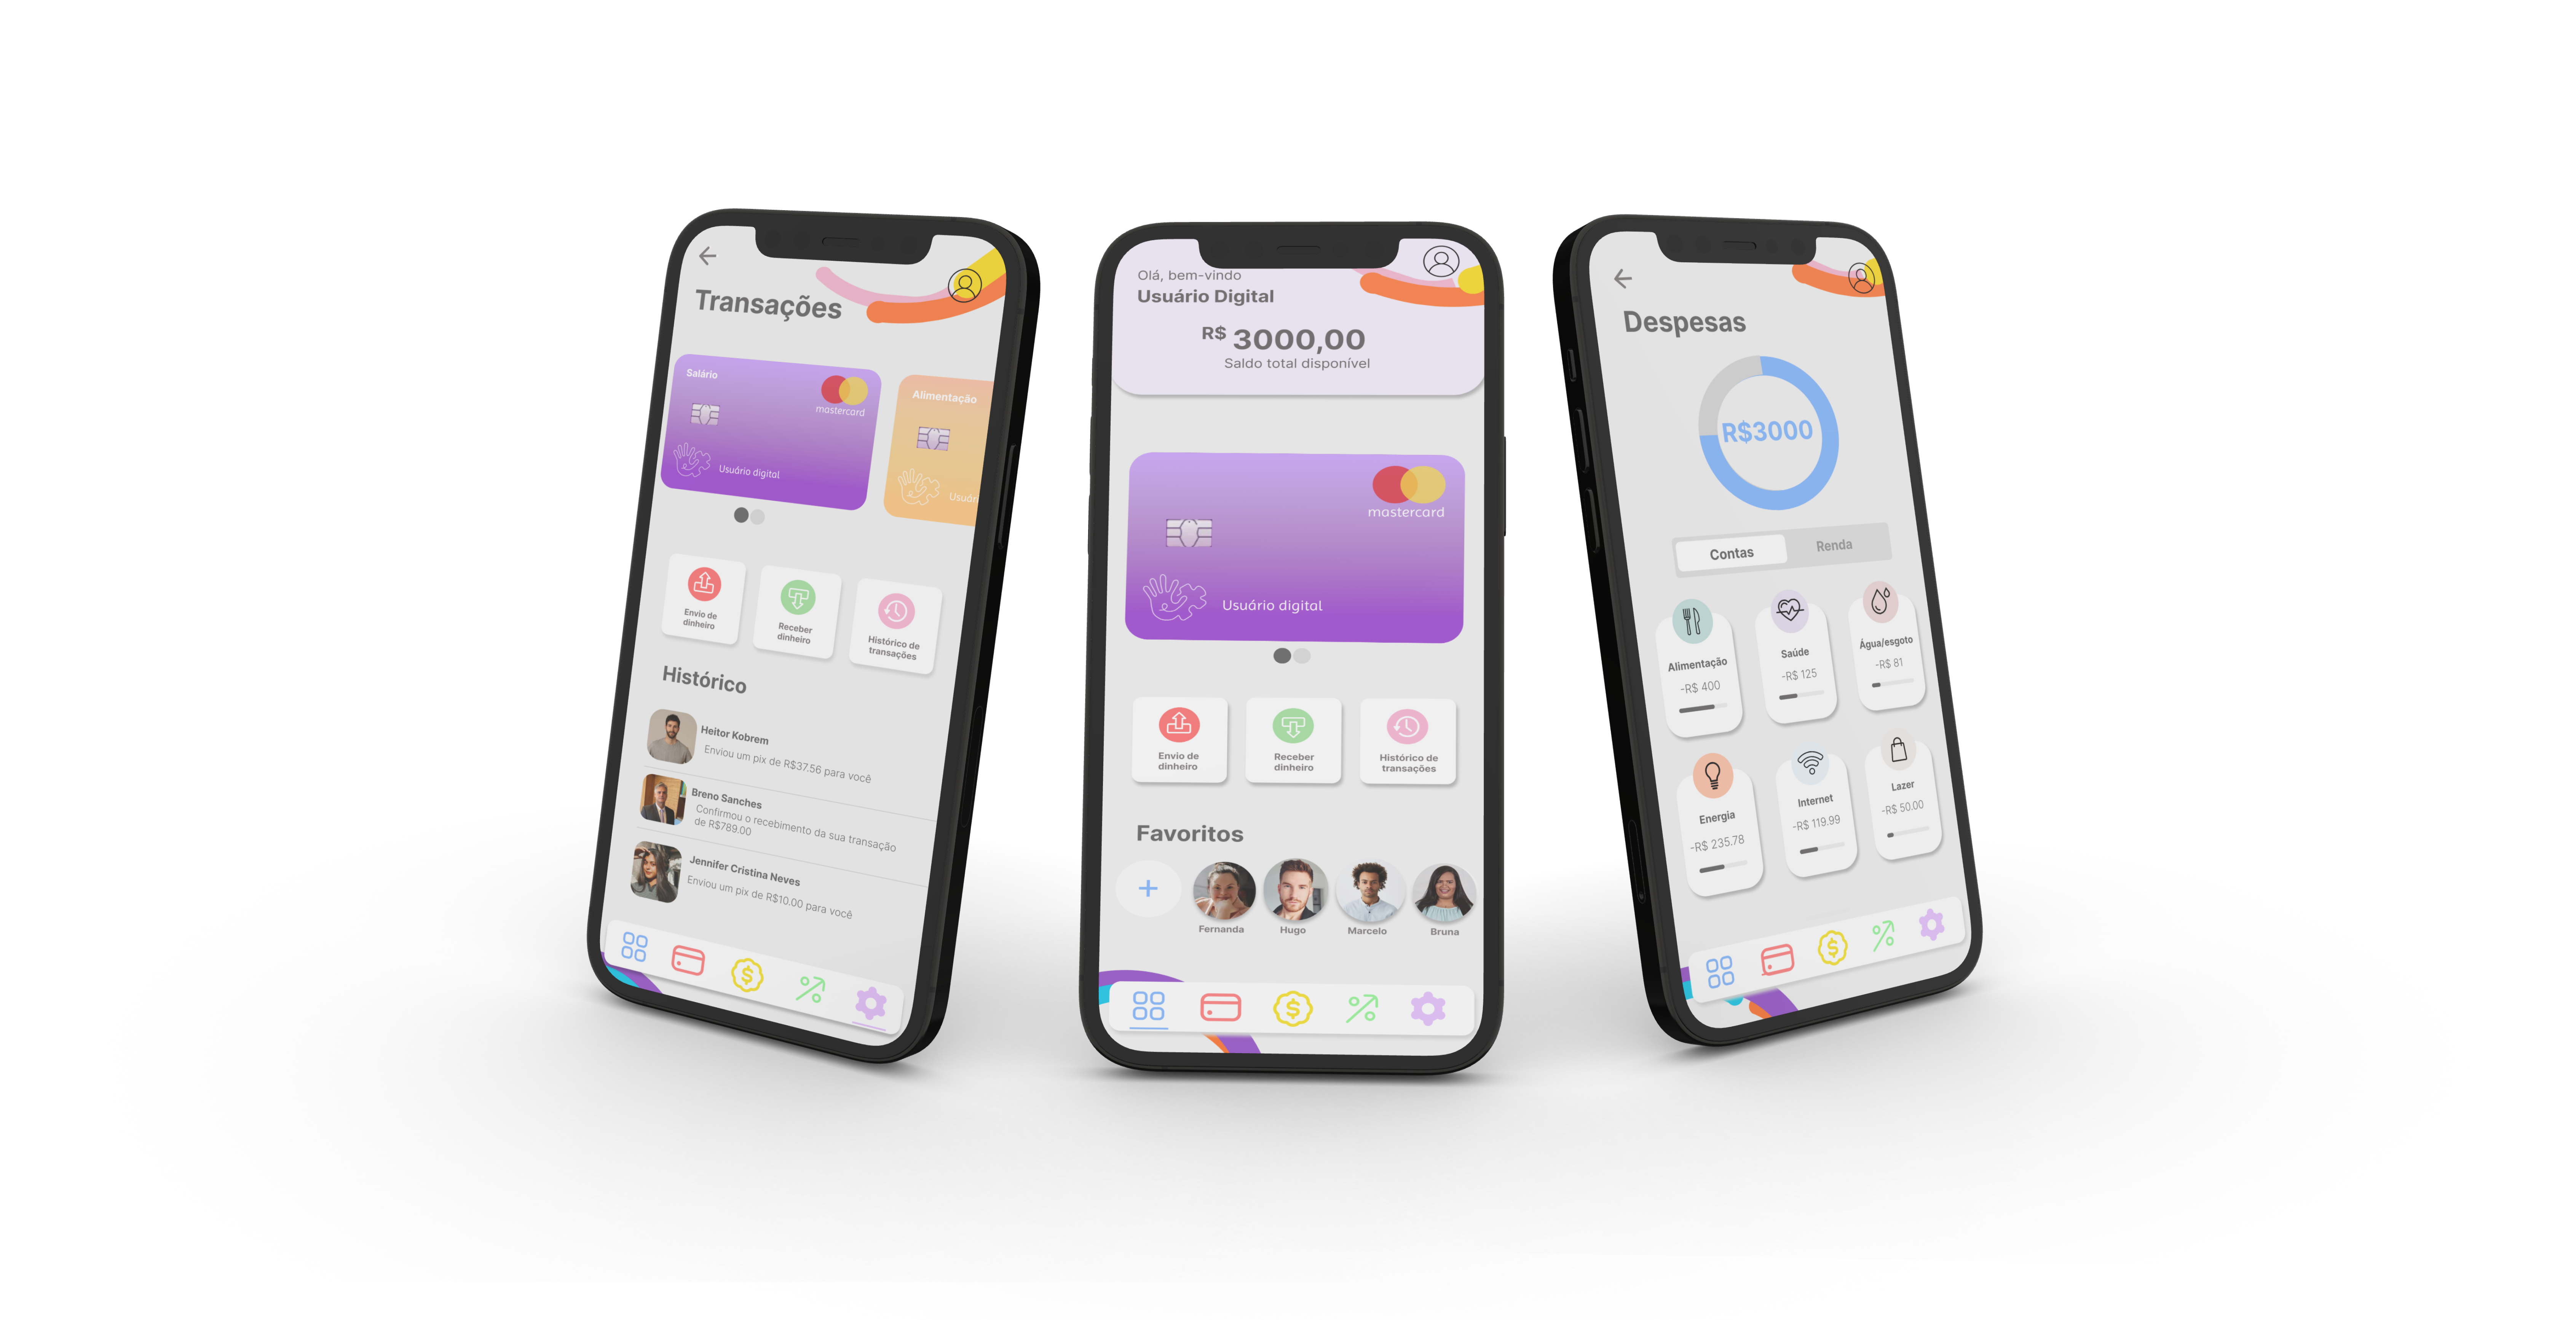 Transações
Salário
mastercard
Usuário digital
Alimentação
Usuár
Envio de
dinheiro
Receber
dinheiro
Histórico de
transações
Histórico
Heitor Kobrem
Enviou um pix de R$37.56 para você
Breno Sanches
Confirmou o recebimento da sua transação
de R$789.00
Jennifer Cristina Neves
Enviou um pix de R$10.00 para você
Olá, bem-vindo
Usuário Digital
R$ 3000,00
Saldo total disponível
mastercard
Usuário digital
Envio de
dinheiro
Receber
dinheiro
Histórico de
transações
Favoritos
Fernanda
Hugo
Marcelo
Bruna
Despesas
R$3000
Contas
Renda
Alimentação
-R$ 400
Saúde
-R$ 125
Água/esgoto
-R$ 81
Energia
-R$ 235.78
Internet
-R$ 119.99
Lazer
-R$ 50.00